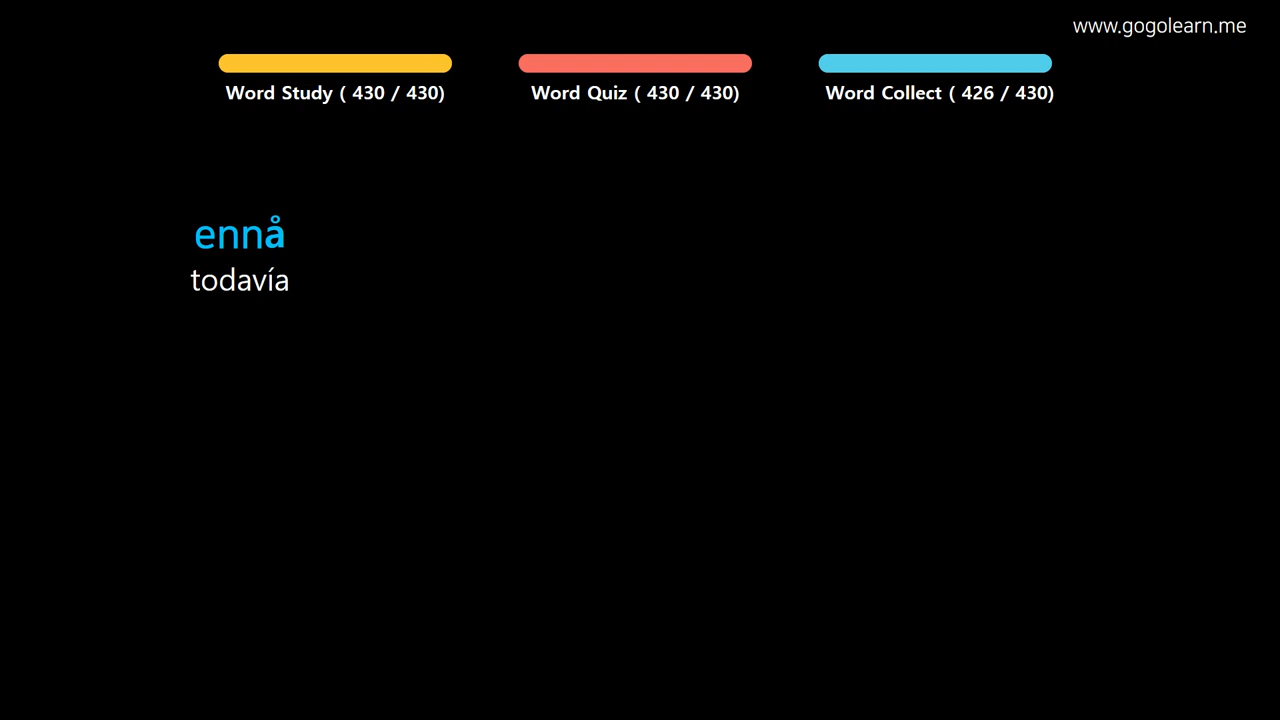 www.gogolearn.me
Word Study ( 430 / 430)
Word Quiz ( 430 / 430)
Word Collect ( 426 / 430)
ennå
todavía